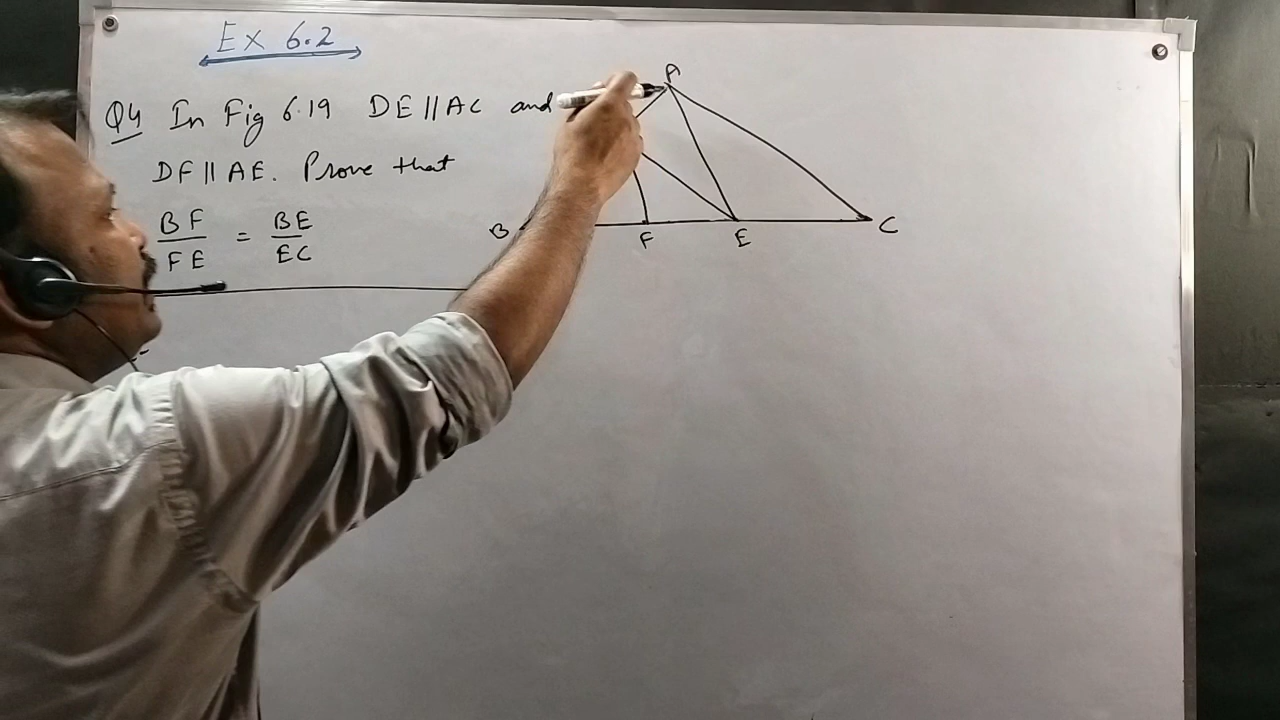 Ex 6.2
Q4 In Fig 6.19 DE || AC and
DF || AE. Prove that
BF/FE = BE/EC
A
B F E C